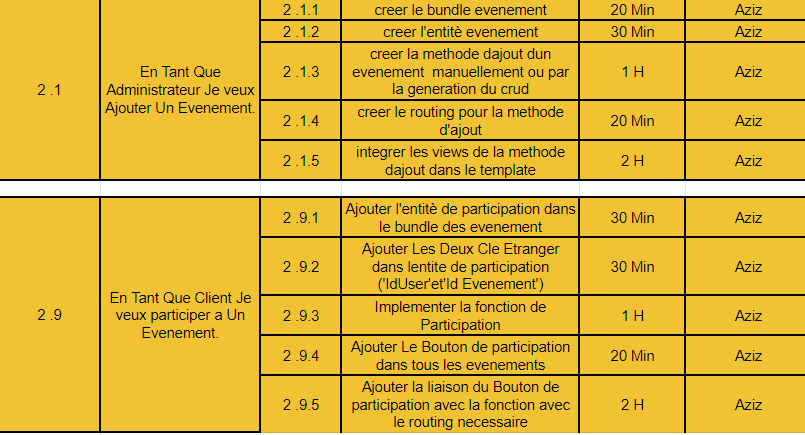 2 .1
En Tant Que
Administrateur Je veux
Ajouter Un Evenement.
2 .1.1
creer le bundle evenement
20 Min
Aziz
2 .1.2
creer l'entitè evenement
30 Min
Aziz
2 .1.3
creer la methode dajout dun
evenement manuellement ou par
la generation du crud
1 H
Aziz
2 .1.4
creer le routing pour la methode
d'ajout
20 Min
Aziz
2 .1.5
integrer les views de la methode
dajout dans le template
2 H
Aziz
2 .9
En Tant Que Client Je
veux participer a Un
Evenement.
2 .9.1
Ajouter l'entitè de participation dans
le bundle des evenement
30 Min
Aziz
2 .9.2
Ajouter Les Deux Cle Etranger
dans lentite de participation
('IdUser'et'Id Evenement')
30 Min
Aziz
2 .9.3
Implementer la fonction de
Participation
1 H
Aziz
2 .9.4
Ajouter Le Bouton de participation
dans tous les evenements
20 Min
Aziz
2 .9.5
Ajouter la liaison du Bouton de
participation avec la fonction avec
le routing necessaire
2 H
Aziz